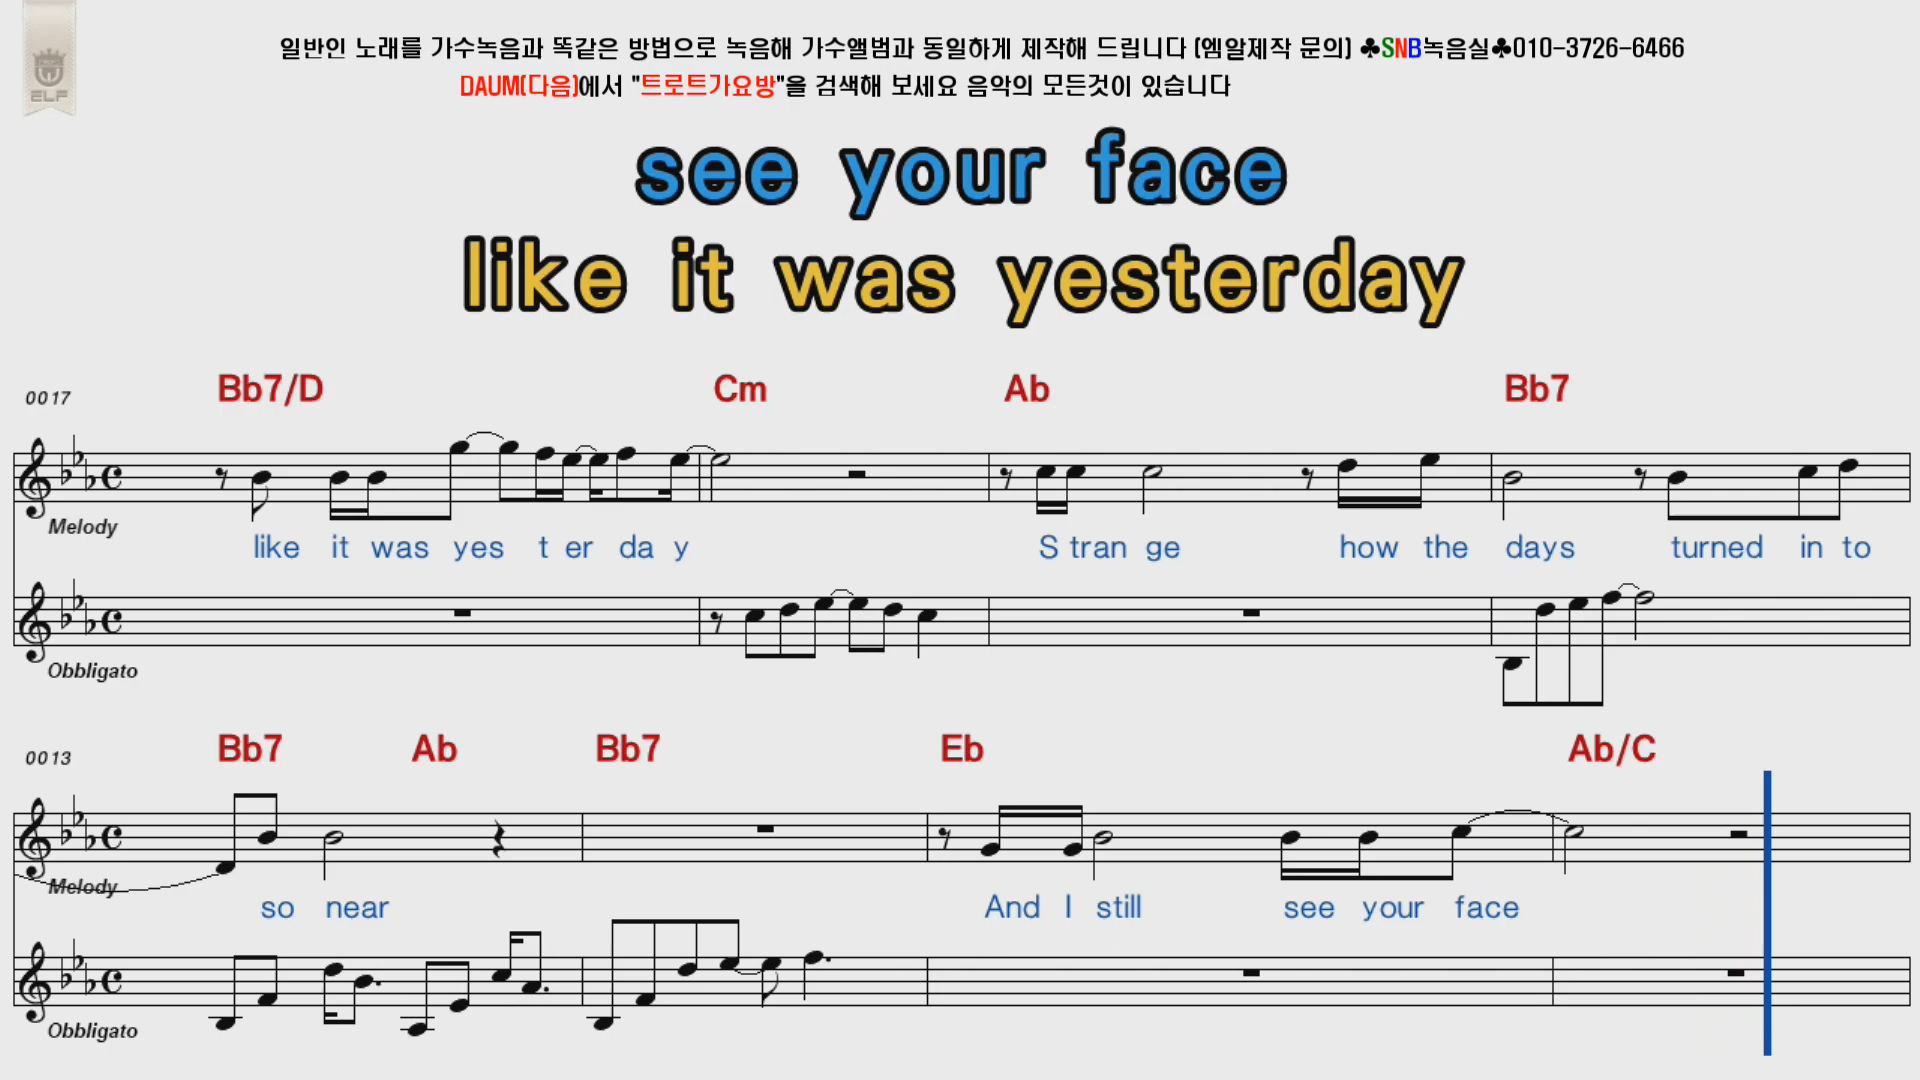 일반인 노래를 가수녹음과 똑같은 방법으로 녹음해 가수앨범과 동일하게 제작해 드립니다 (엠알제작 문의) ♣SNB녹음실♣010-3726-6466
DAUM(다음)에서 "트로트가요방"을 검색해 보세요 음악의 모든것이 있습니다
ELF
see your face
like it was yesterday
0017 Bb7/D Cm Ab Bb7
Melody
like it was yes t er da y S tran ge how the days turned in to
Obbligato
0013 Bb7 Ab Bb7 Eb Ab/C
Melody
so near And I still see your face
Obbligato